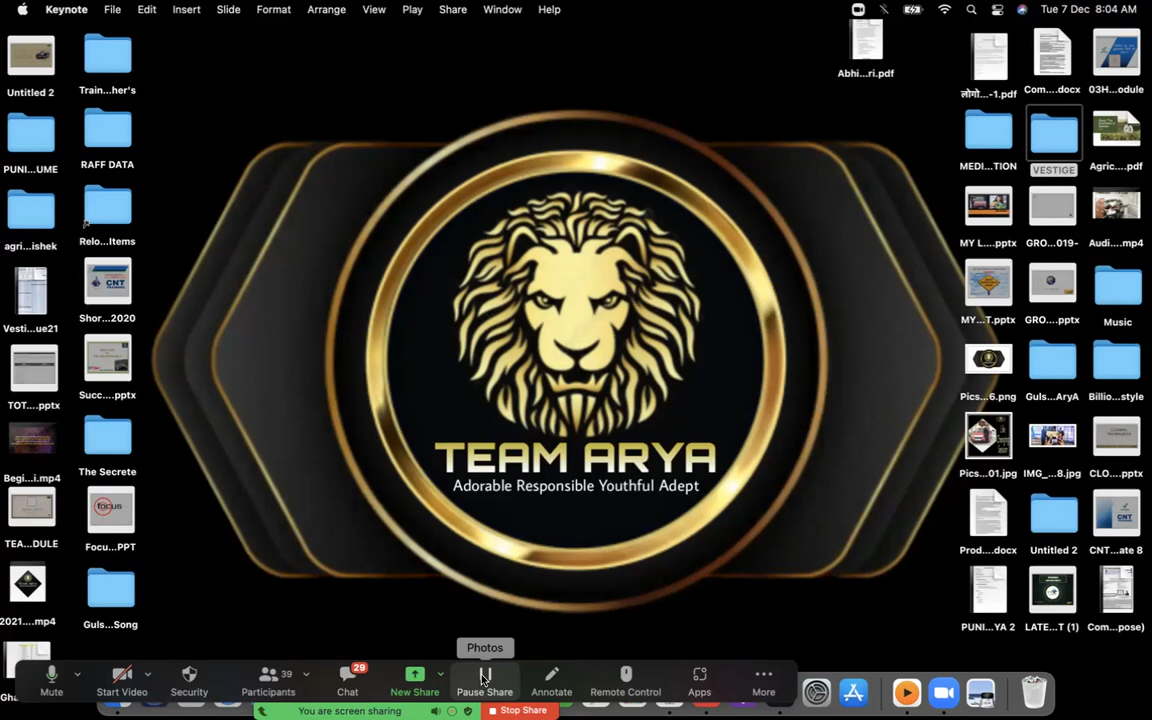 Keynote File Edit Insert Slide Format Arrange View Play Share Window Help Tue 7 Dec 8:04 AM
Abhi...ri.pdf
Untitled 2
Train...her's
लोगो...-1.pdf
Com....docx
03H...odule
PUNI...UME
RAFF DATA
MEDI...TION
VESTIGE
Agric....pdf
agri...ishek
Relo...Items
MY L....pptx
GRO...019-
Audi...mp4
Vesti...ue21
Shor...2020
MY...T.pptx
GRO....pptx
Music
TOT....pptx
Succ....pptx
Pics...6.png
Guls...AryA
Billio...style
Begi...i.mp4
The Secrete
Pics...01.jpg
IMG_...8.jpg
CLO....pptx
TEAM ARYA
Adorable Responsible Youthful Adept
TEA...DULE
focus
Focu...PPT
Prod...docx
Untitled 2
CNT...ate 8
2021....mp4
Guls...Song
PUNI...YA 2
LATE...T (1)
Com...pose)
CNT
Photos
29
39
Mute Start Video Security Participants Chat New Share Pause Share Annotate Remote Control Apps More
You are screen sharing Stop Share